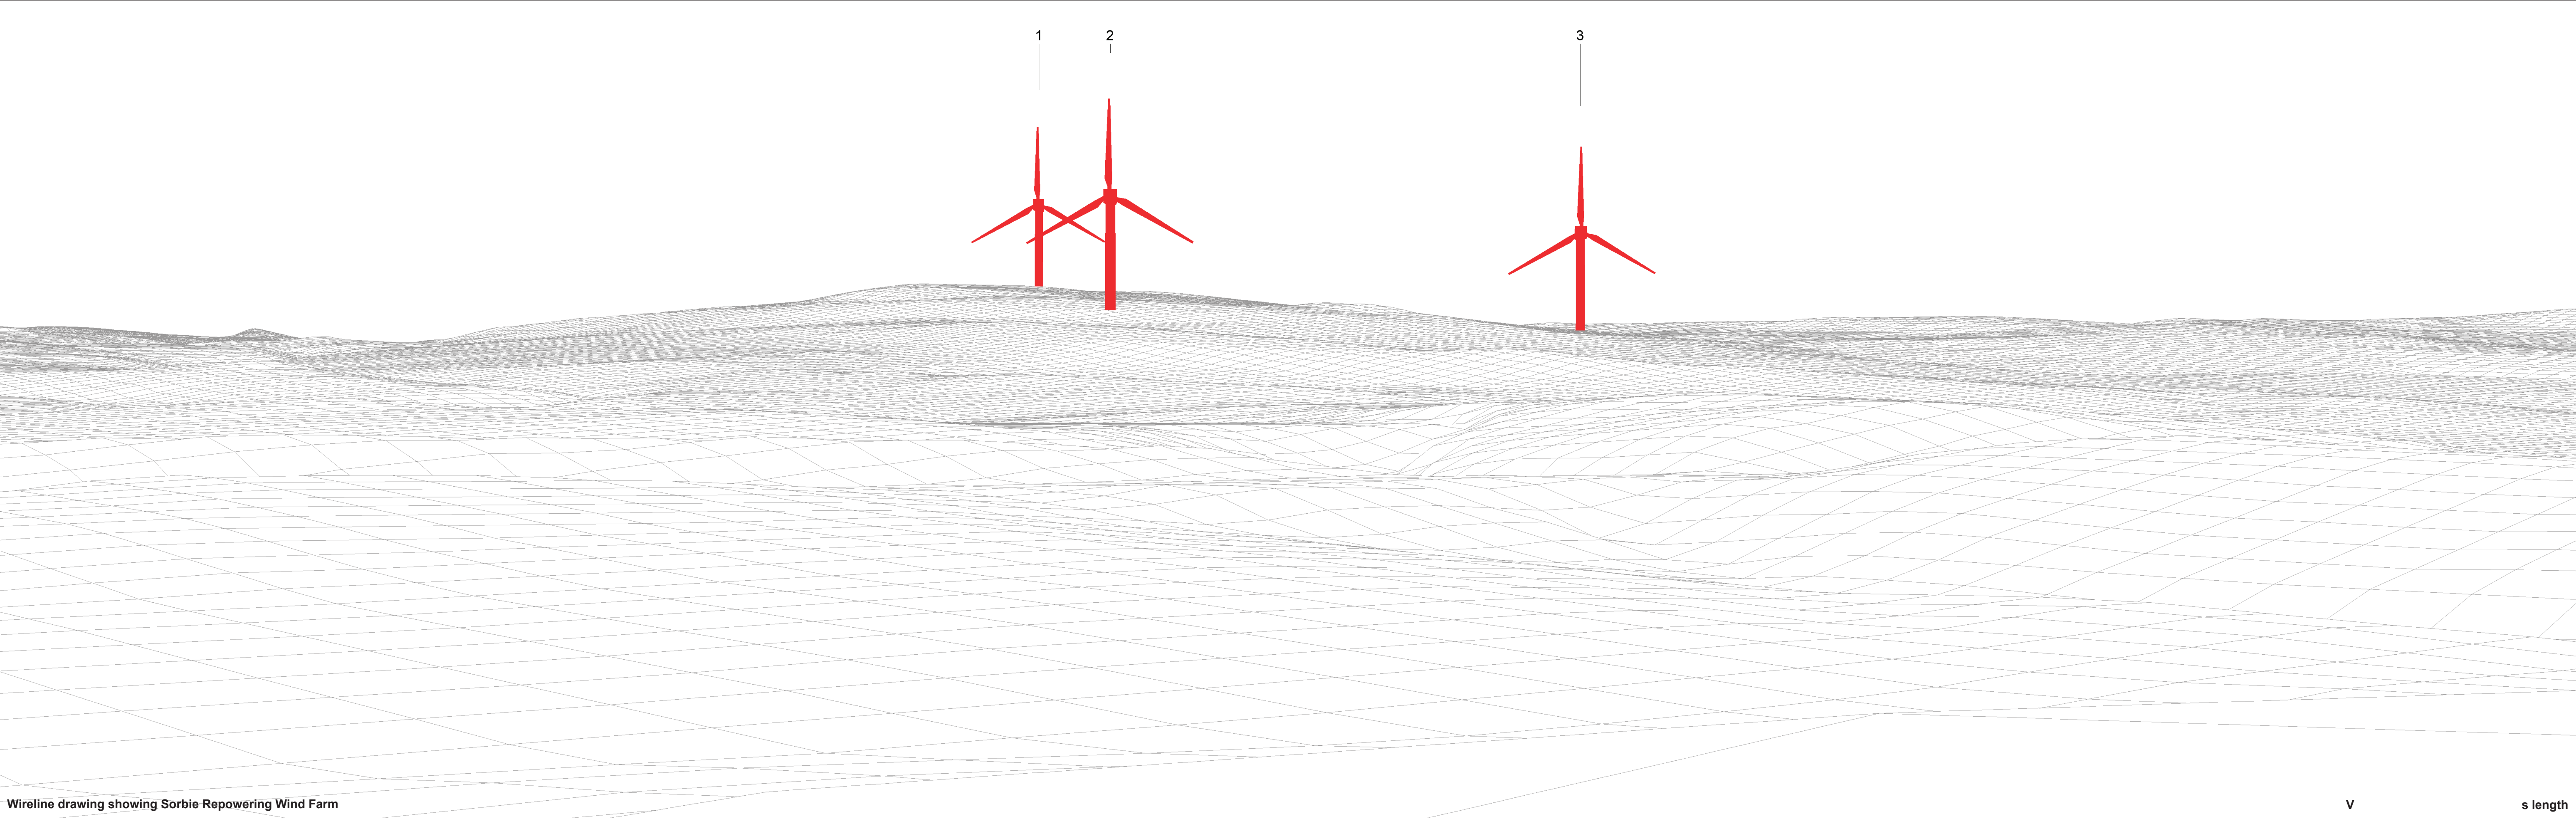 1 2 3
Wireline drawing showing Sorbie Repowering Wind Farm
V s length